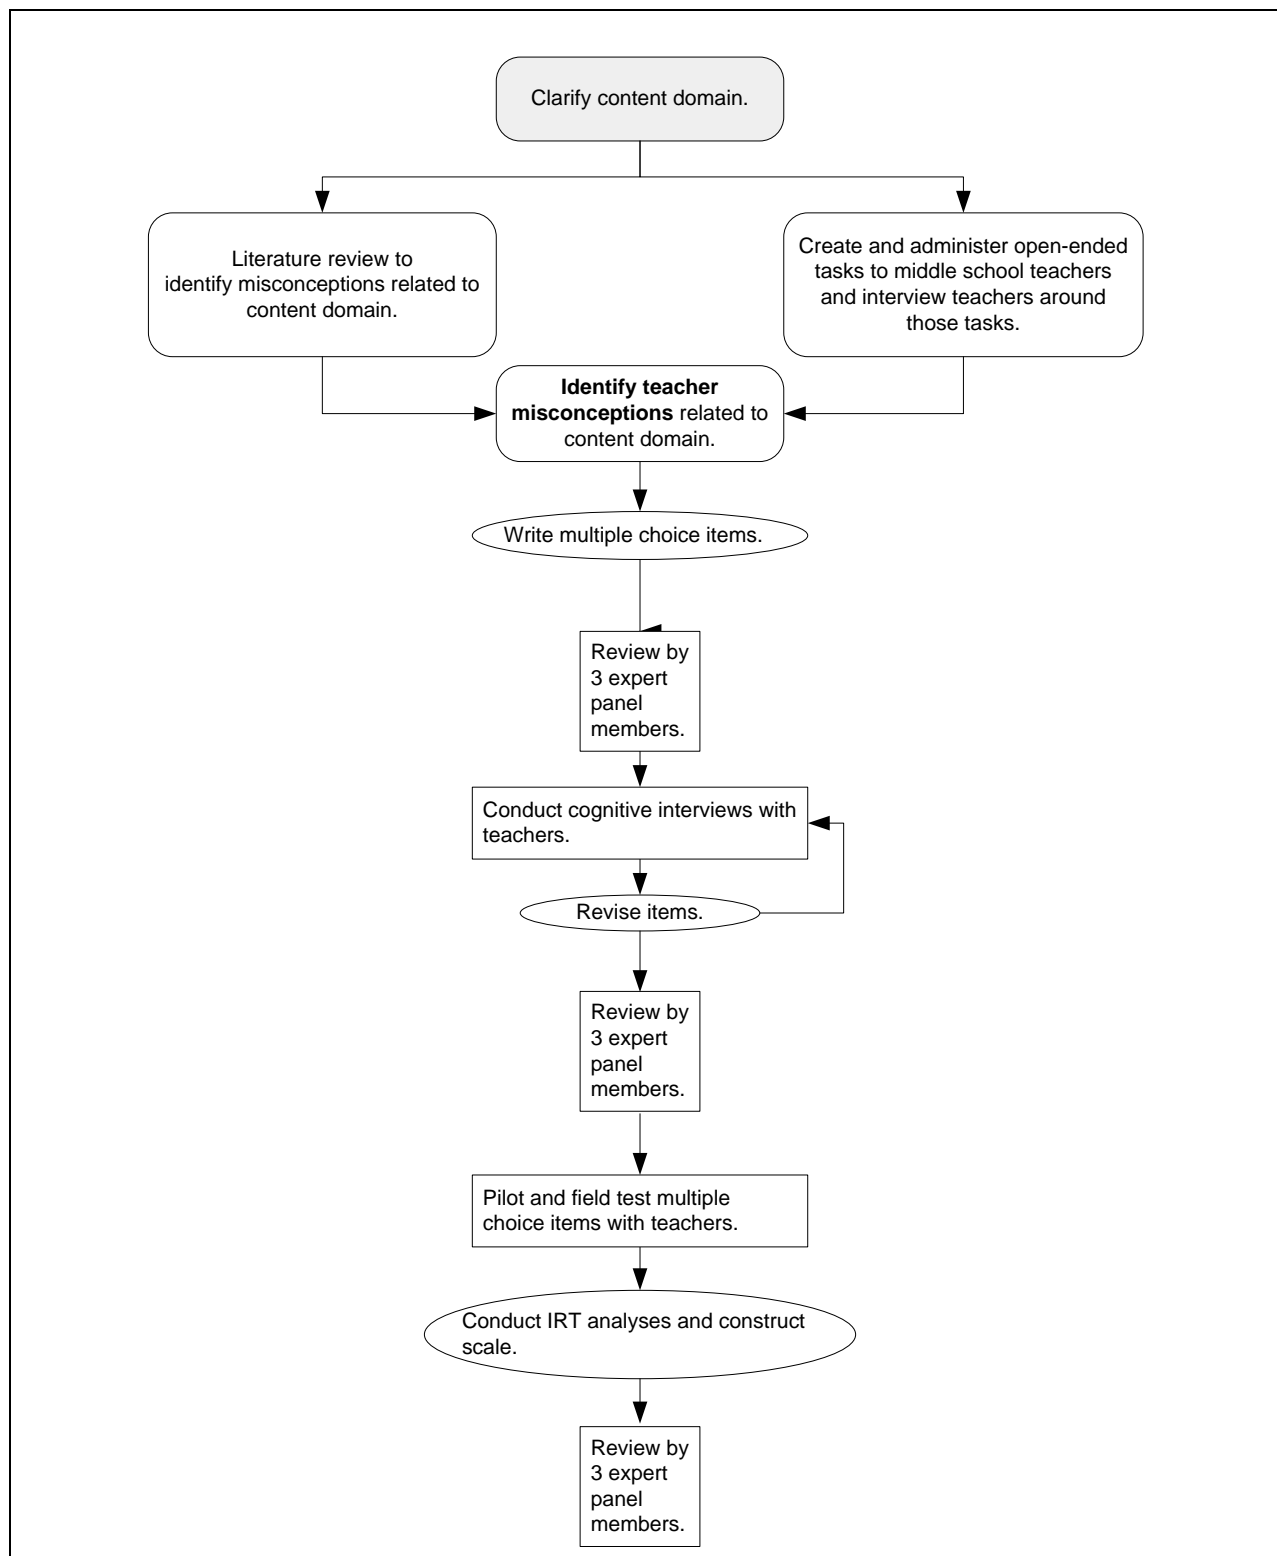 Clarify content domain.
Literature review to
identify misconceptions related to
content domain.
Create and administer open-ended
tasks to middle school teachers
and interview teachers around
those tasks.
Identify teacher
misconceptions related to
content domain.
Write multiple choice items.
Review by
3 expert
panel
members.
Conduct cognitive interviews with
teachers.
Revise items.
Review by
3 expert
panel
members.
Pilot and field test multiple
choice items with teachers.
Conduct IRT analyses and construct
scale.
Review by
3 expert
panel
members.